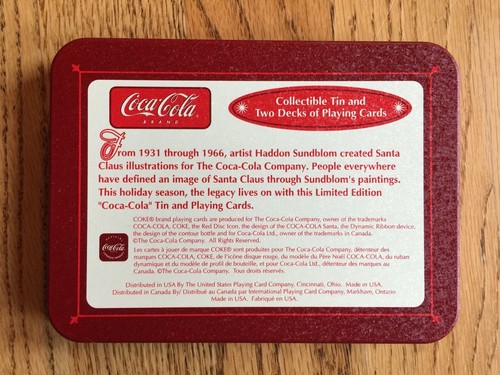 Coca-Cola
BRAND
Collectible Tin and
Two Decks of Playing Cards
From 1931 through 1966, artist Haddon Sundblom created Santa
Claus illustrations for The Coca-Cola Company. People everywhere
have defined an image of Santa Claus through Sundblom's paintings.
This holiday season, the legacy lives on with this Limited Edition
"Coca-Cola" Tin and Playing Cards.
COKE® brand playing cards are produced for The Coca-Cola Company, owner of the trademarks
COCA-COLA, COKE, the Red Disc Icon, the design of the COCA-COLA Santa, the Dynamic Ribbon device,
the design of the contour bottle and for Coca-Cola Ltd., owner of the trademarks in Canada.
©The Coca-Cola Company. All Rights Reserved.
Coca-Cola
Les cartes à jouer de marque COKE® sont produites pour The Coca-Cola Company, détenteur des
marques COCA-COLA, COKE, de l'icône disque rouge, du modèle du Père Noël COCA-COLA, du ruban
dynamique et du modèle de profil de bouteille, et pour Coca-Cola Ltd., détenteur des marques au
Canada. ©The Coca-Cola Company. Tous droits réservés.
Distributed in USA By The United States Playing Card Company, Cincinnati, Ohio. Made in USA.
Distributed in Canada By/ Distribué au Canada par International Playing Card Company, Markham, Ontario
Made in USA. Fabriqué en USA.